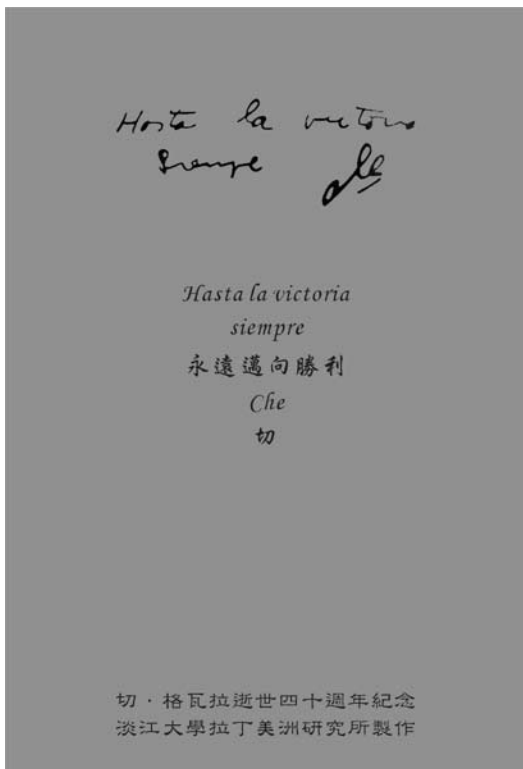 Hasta la victoria
siempre Che
Hasta la victoria
siempre
永遠邁向勝利
Che
切
切‧格瓦拉逝世四十週年紀念
淡江大學拉丁美洲研究所製作